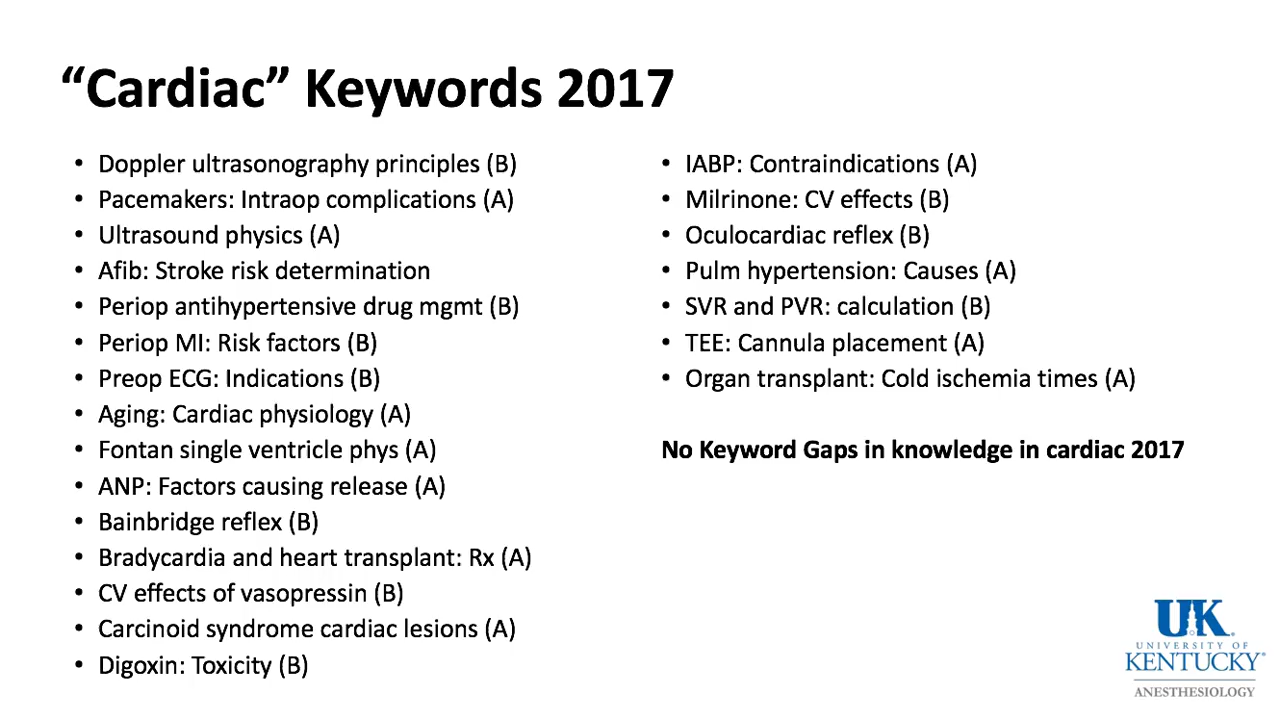 “Cardiac” Keywords 2017
• Doppler ultrasonography principles (B)
• Pacemakers: Intraop complications (A)
• Ultrasound physics (A)
• Afib: Stroke risk determination
• Periop antihypertensive drug mgmt (B)
• Periop MI: Risk factors (B)
• Preop ECG: Indications (B)
• Aging: Cardiac physiology (A)
• Fontan single ventricle phys (A)
• ANP: Factors causing release (A)
• Bainbridge reflex (B)
• Bradycardia and heart transplant: Rx (A)
• CV effects of vasopressin (B)
• Carcinoid syndrome cardiac lesions (A)
• Digoxin: Toxicity (B)
• IABP: Contraindications (A)
• Milrinone: CV effects (B)
• Oculocardiac reflex (B)
• Pulm hypertension: Causes (A)
• SVR and PVR: calculation (B)
• TEE: Cannula placement (A)
• Organ transplant: Cold ischemia times (A)
No Keyword Gaps in knowledge in cardiac 2017
UK
UNIVERSITY OF
KENTUCKY®
ANESTHESIOLOGY